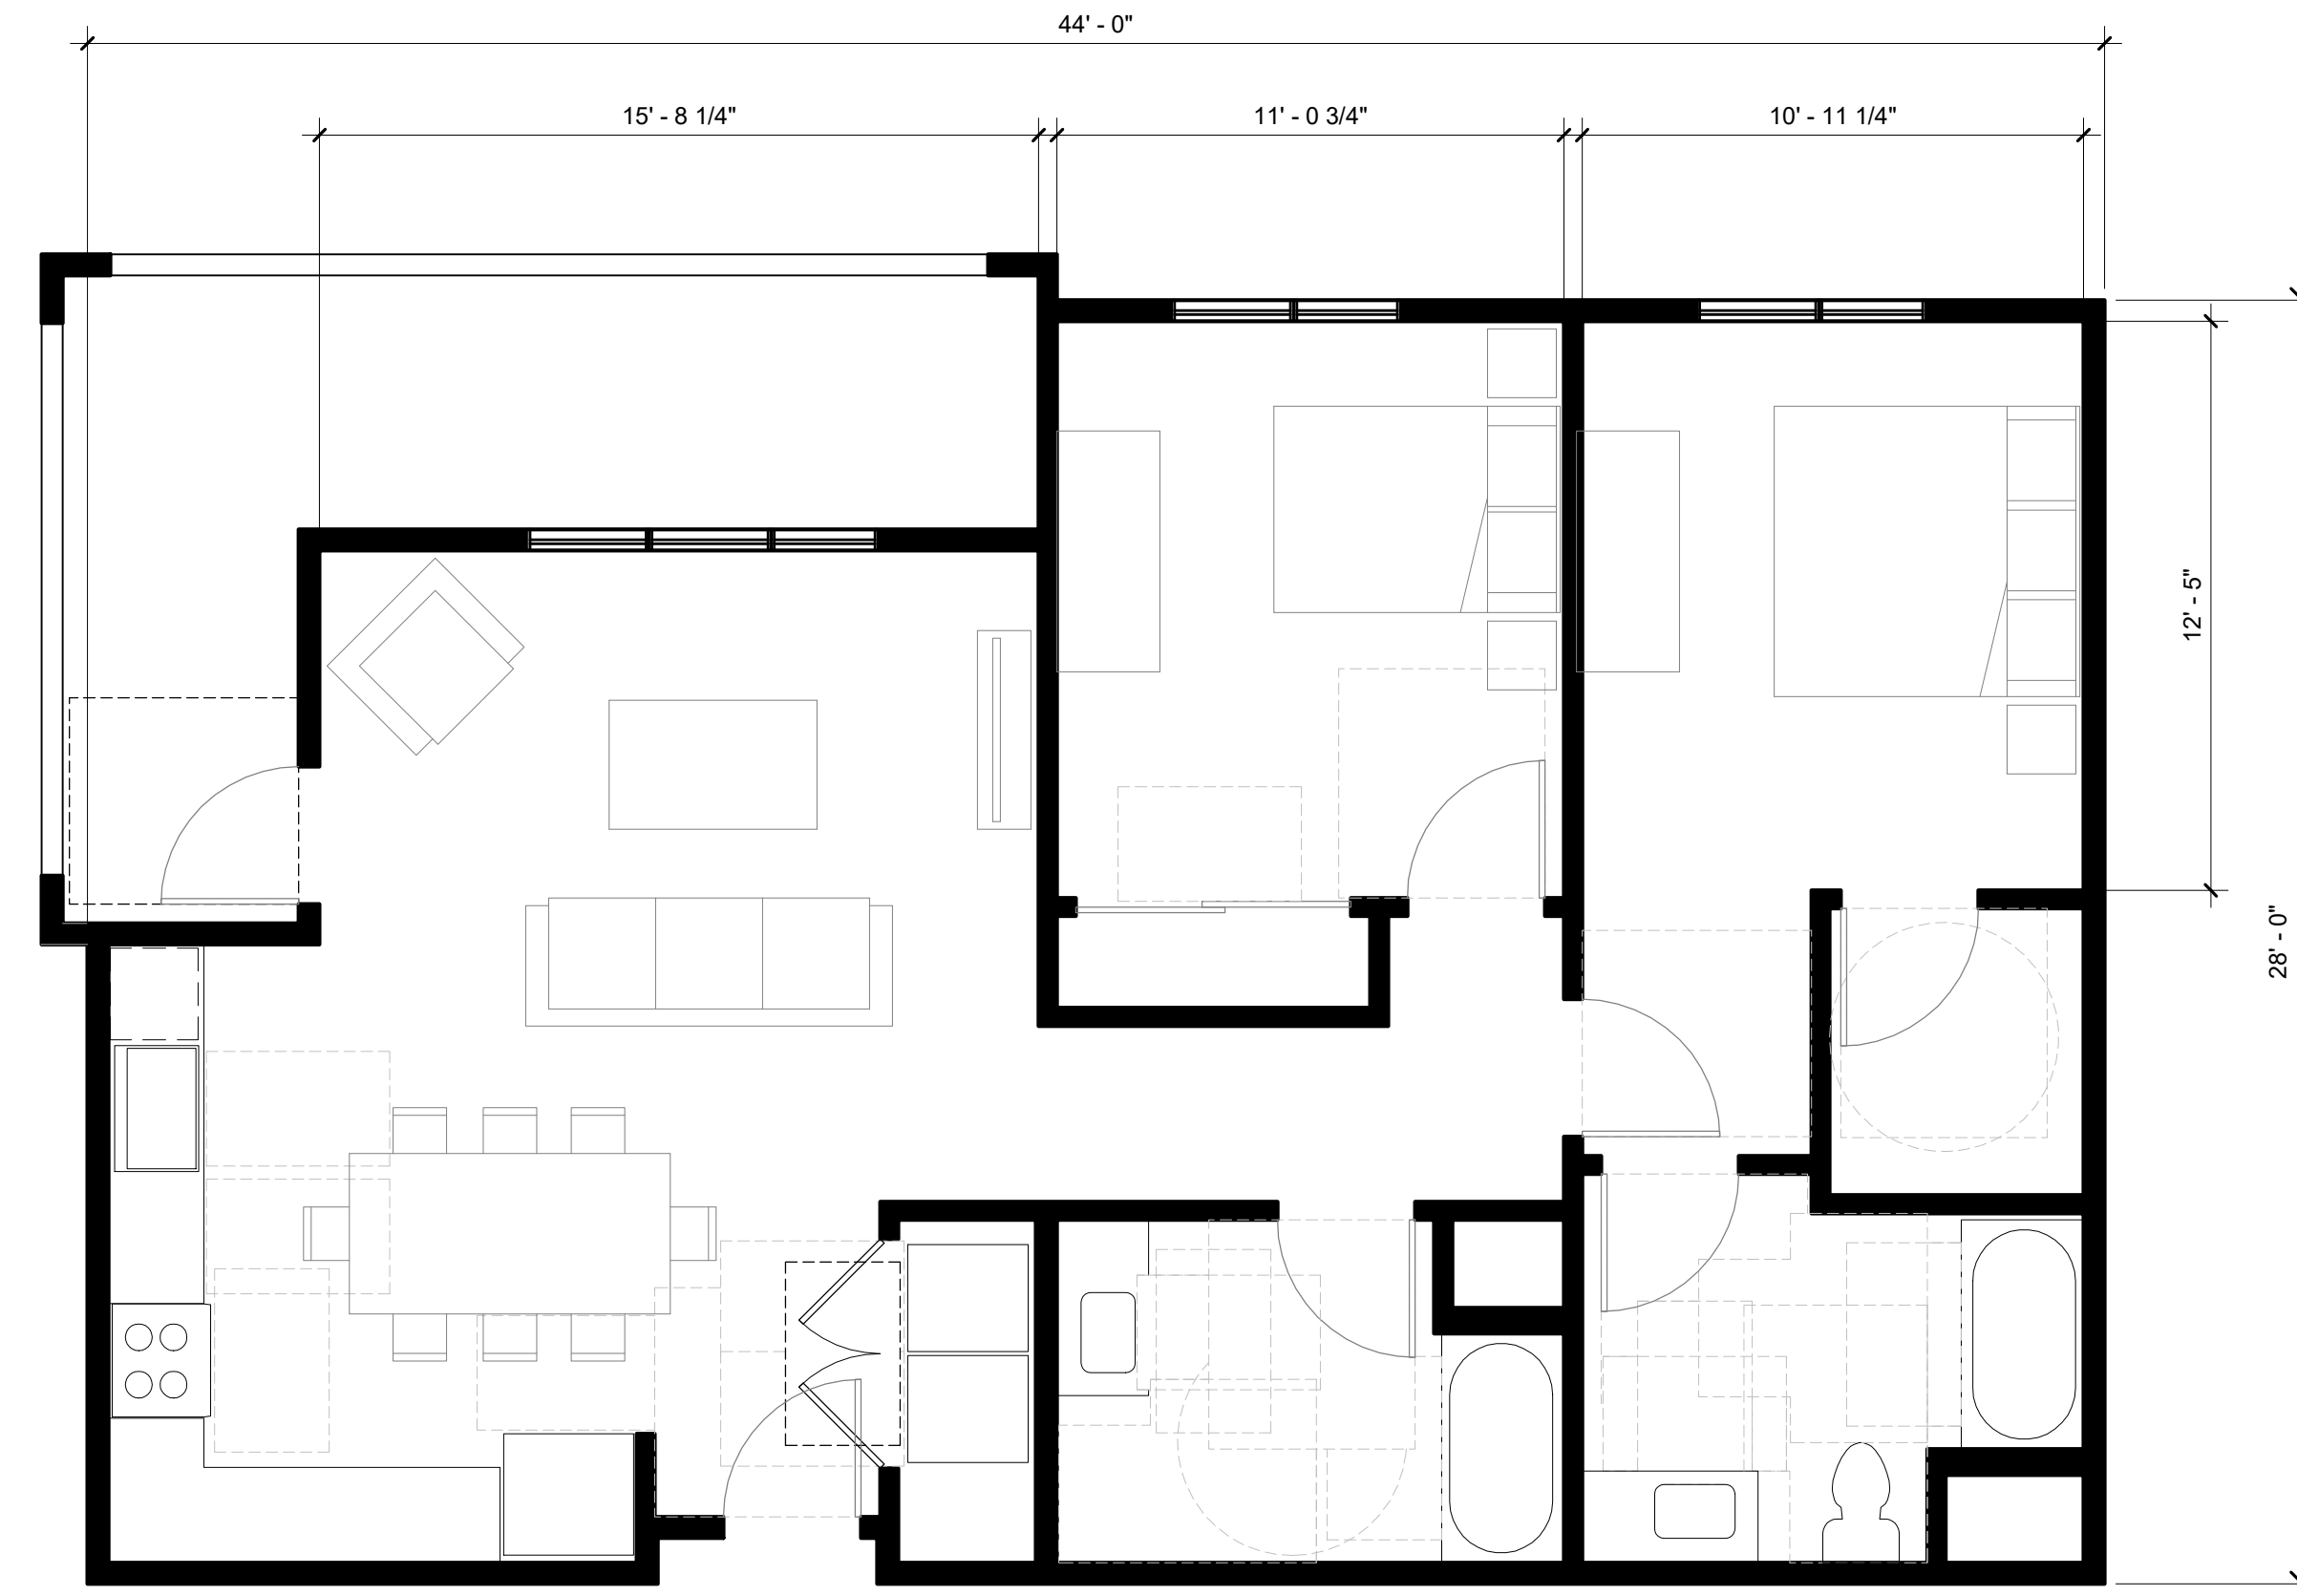 44' - 0"
15' - 8 1/4"
11' - 0 3/4"
10' - 11 1/4"
12' - 5"
28' - 0"